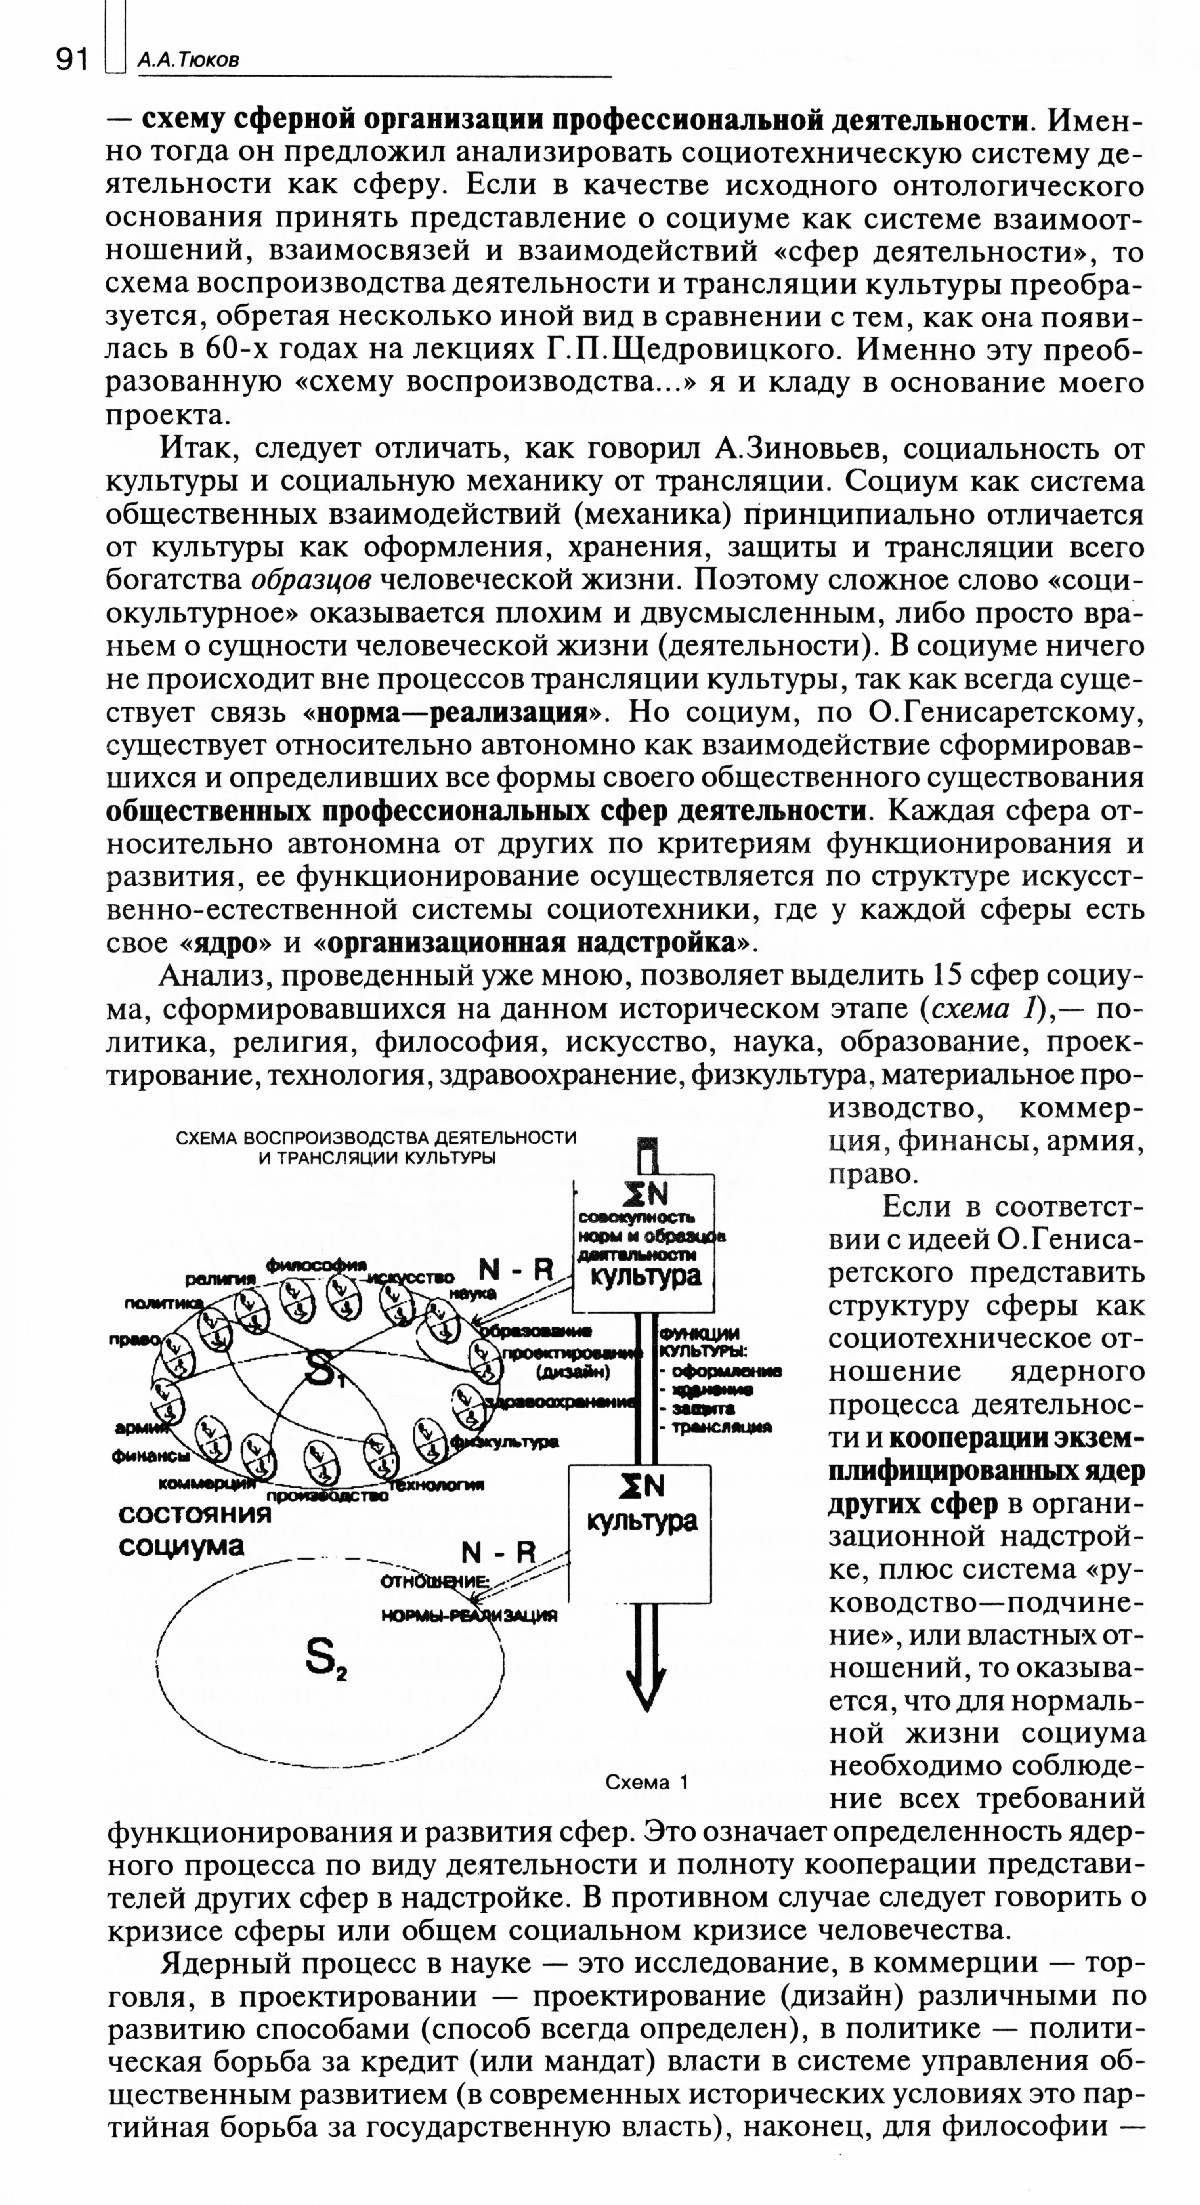 91
А.А. Тюков
— схему сферной организации профессиональной деятельности. Имен-
но тогда он предложил анализировать социотехническую систему де-
ятельности как сферу. Если в качестве исходного онтологического
основания принять представление о социуме как системе взаимоот-
ношений, взаимосвязей и взаимодействий «сфер деятельности», то
схема воспроизводства деятельности и трансляции культуры преобра-
зуется, обретая несколько иной вид в сравнении с тем, как она появи-
лась в 60-х годах на лекциях Г.П.Щедровицкого. Именно эту преоб-
разованную «схему воспроизводства...» я и кладу в основание моего
проекта.
Итак, следует отличать, как говорил А.Зиновьев, социальность от
культуры и социальную механику от трансляции. Социум как система
общественных взаимодействий (механика) принципиально отличается
от культуры как оформления, хранения, защиты и трансляции всего
богатства образцов человеческой жизни. Поэтому сложное слово «соци-
окультурное» оказывается плохим и двусмысленным, либо просто вра-
ньем о сущности человеческой жизни (деятельности). В социуме ничего
не происходит вне процессов трансляции культуры, так как всегда суще-
ствует связь «норма—реализация». Но социум, по О.Генисаретскому,
существует относительно автономно как взаимодействие сформировав-
шихся и определивших все формы своего общественного существования
общественных профессиональных сфер деятельности. Каждая сфера от-
носительно автономна от других по критериям функционирования и
развития, ее функционирование осуществляется по структуре искусст-
венно-естественной системы социотехники, где у каждой сферы есть
свое «ядро» и «организационная надстройка».
Анализ, проведенный уже мною, позволяет выделить 15 сфер социу-
ма, сформировавшихся на данном историческом этапе (схема 1),— по-
литика, религия, философия, искусство, наука, образование, проек-
тирование, технология, здравоохранение, физкультура, материальное про-
изводство, коммер-
ция, финансы, армия,
право.
Если в соответст-
вии с идеей О.Гениса-
ретского представить
структуру сферы как
социотехническое от-
ношение ядерного
процесса деятельнос-
ти и кооперации экзем-
плифицированных ядер
других сфер в органи-
зационной надстрой-
ке, плюс система «ру-
ководство—подчине-
ние», или властных от-
ношений, то оказыва-
ется, что для нормаль-
ной жизни социума
необходимо соблюде-
ние всех требований
СХЕМА ВОСПРОИЗВОДСТВА ДЕЯТЕЛЬНОСТИ
И ТРАНСЛЯЦИИ КУЛЬТУРЫ
ΣN
совокупность
норм и образцов
деятельности
культура
N - R
философия
религия
искусство
наука
политика
право
образование
проектирование
(дизайн)
здравоохранение
физкультура
технология
производство
коммерция
финансы
армия
S1
ФУНКЦИИ
КУЛЬТУРЫ:
- оформление
- хранение
- защита
- трансляция
СОСТОЯНИЯ
СОЦИУМА
ΣN
культура
N - R
ОТНОШЕНИЕ:
НОРМЫ-РЕАЛИЗАЦИЯ
S2
Схема 1
функционирования и развития сфер. Это означает определенность ядер-
ного процесса по виду деятельности и полноту кооперации представи-
телей других сфер в надстройке. В противном случае следует говорить о
кризисе сферы или общем социальном кризисе человечества.
Ядерный процесс в науке — это исследование, в коммерции — тор-
говля, в проектировании — проектирование (дизайн) различными по
развитию способами (способ всегда определен), в политике — полити-
ческая борьба за кредит (или мандат) власти в системе управления об-
щественным развитием (в современных исторических условиях это пар-
тийная борьба за государственную власть), наконец, для философии —